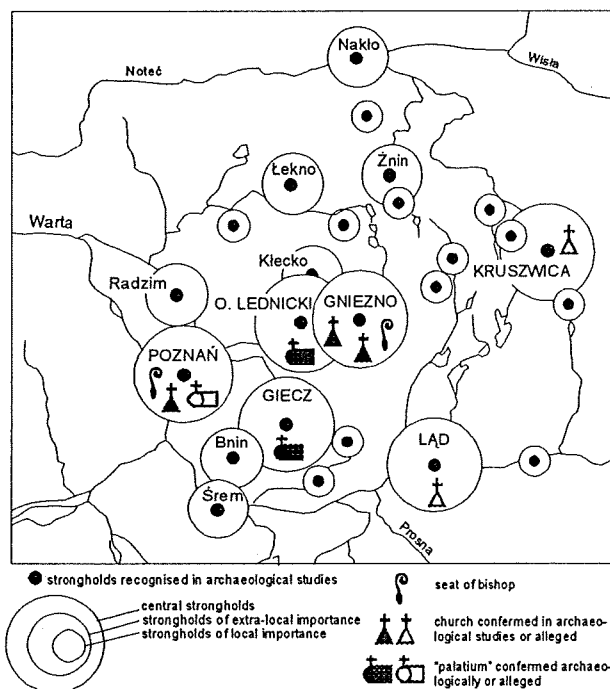 Nakło
Wisła
Noteć
Żnin
Łekno
Warta
Kłecko
KRUSZWICA
Radzim
O. LEDNICKI
GNIEZNO
POZNAŃ
GIECZ
Bnin
LĄD
Śrem
Prosna
strongholds recognised in archaeological studies
central strongholds
strongholds of extra-local importance
strongholds of local importance
seat of bishop
church confermed in archaeo-
logical studies or alleged
"palatium" confermed archaeo-
logically or alleged